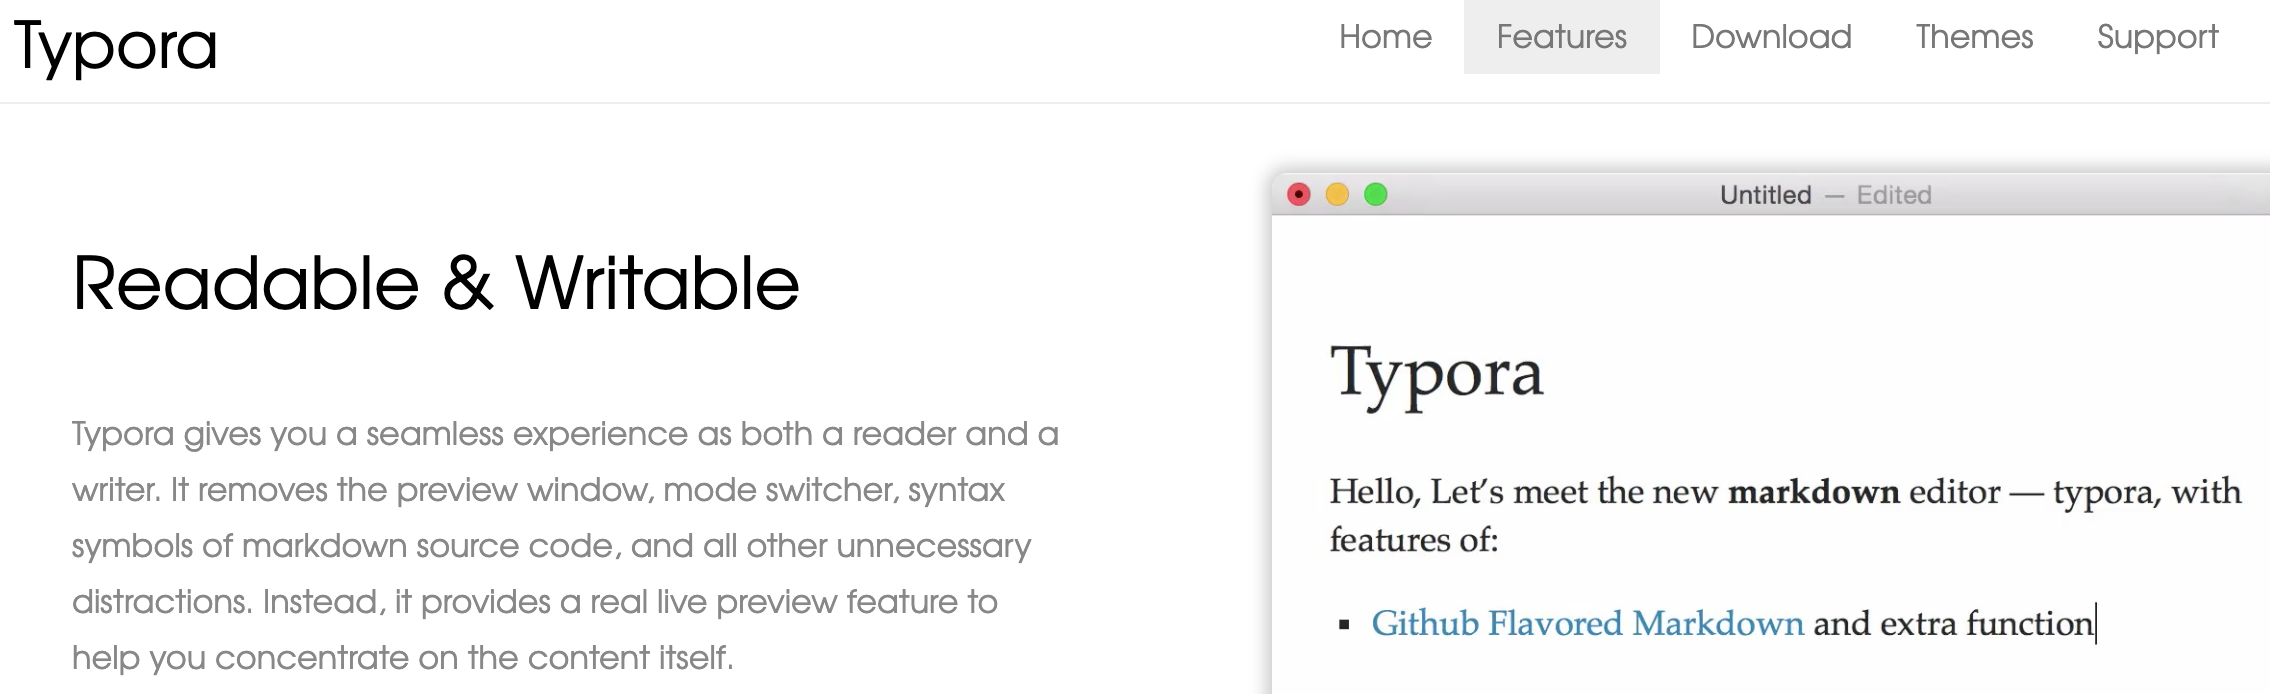 Typora
Home Features Download Themes Support
Readable & Writable
Typora gives you a seamless experience as both a reader and a
writer. It removes the preview window, mode switcher, syntax
symbols of markdown source code, and all other unnecessary
distractions. Instead, it provides a real live preview feature to
help you concentrate on the content itself.
Untitled — Edited
Typora
Hello, Let’s meet the new markdown editor — typora, with
features of:
▪ Github Flavored Markdown and extra function